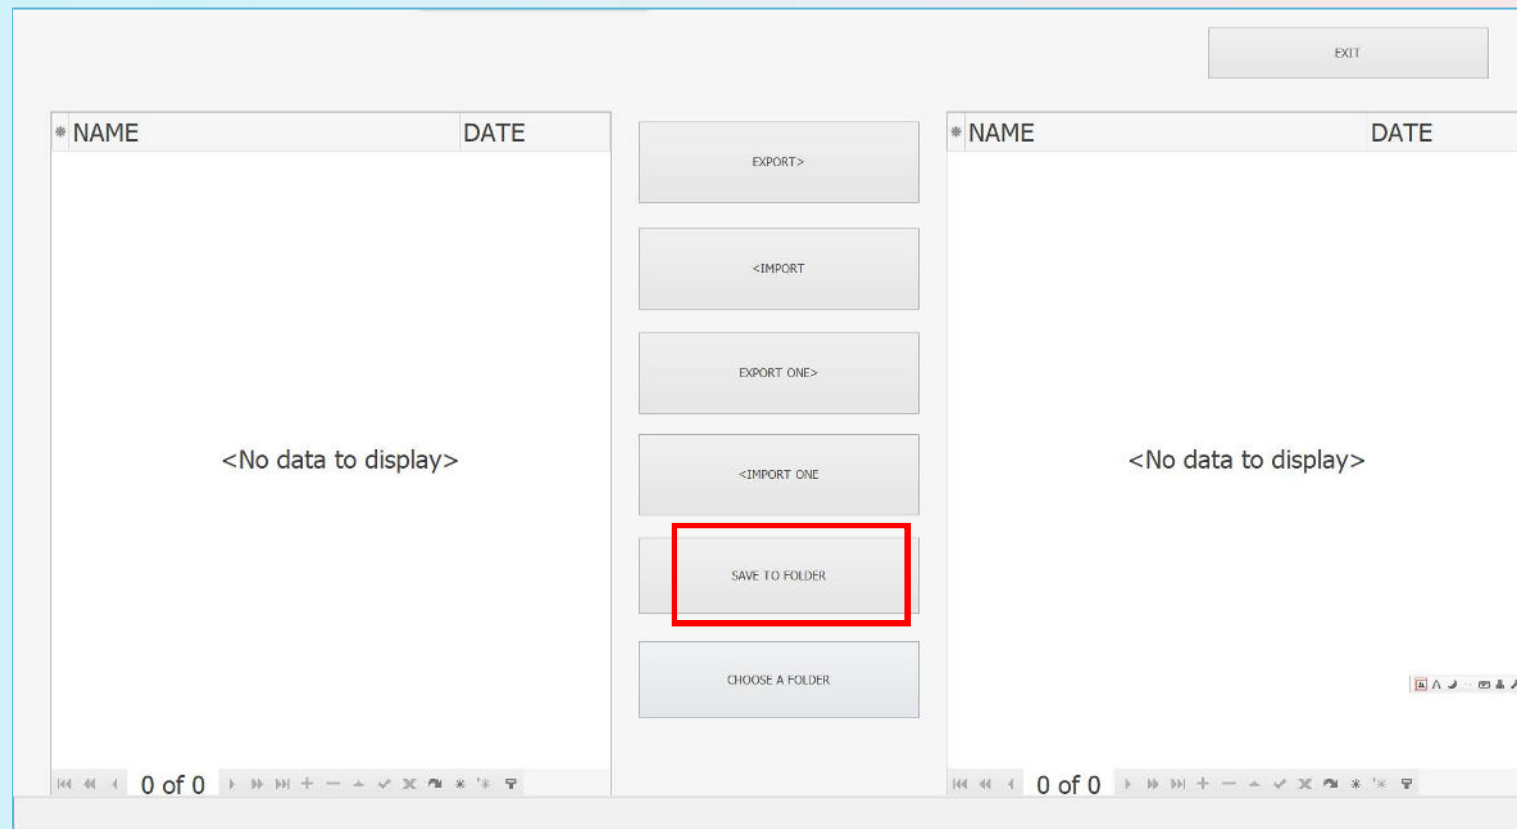 EXIT
NAME DATE
<No data to display>
0 of 0
EXPORT>
<IMPORT
EXPORT ONE>
<IMPORT ONE
SAVE TO FOLDER
CHOOSE A FOLDER
NAME DATE
<No data to display>
0 of 0